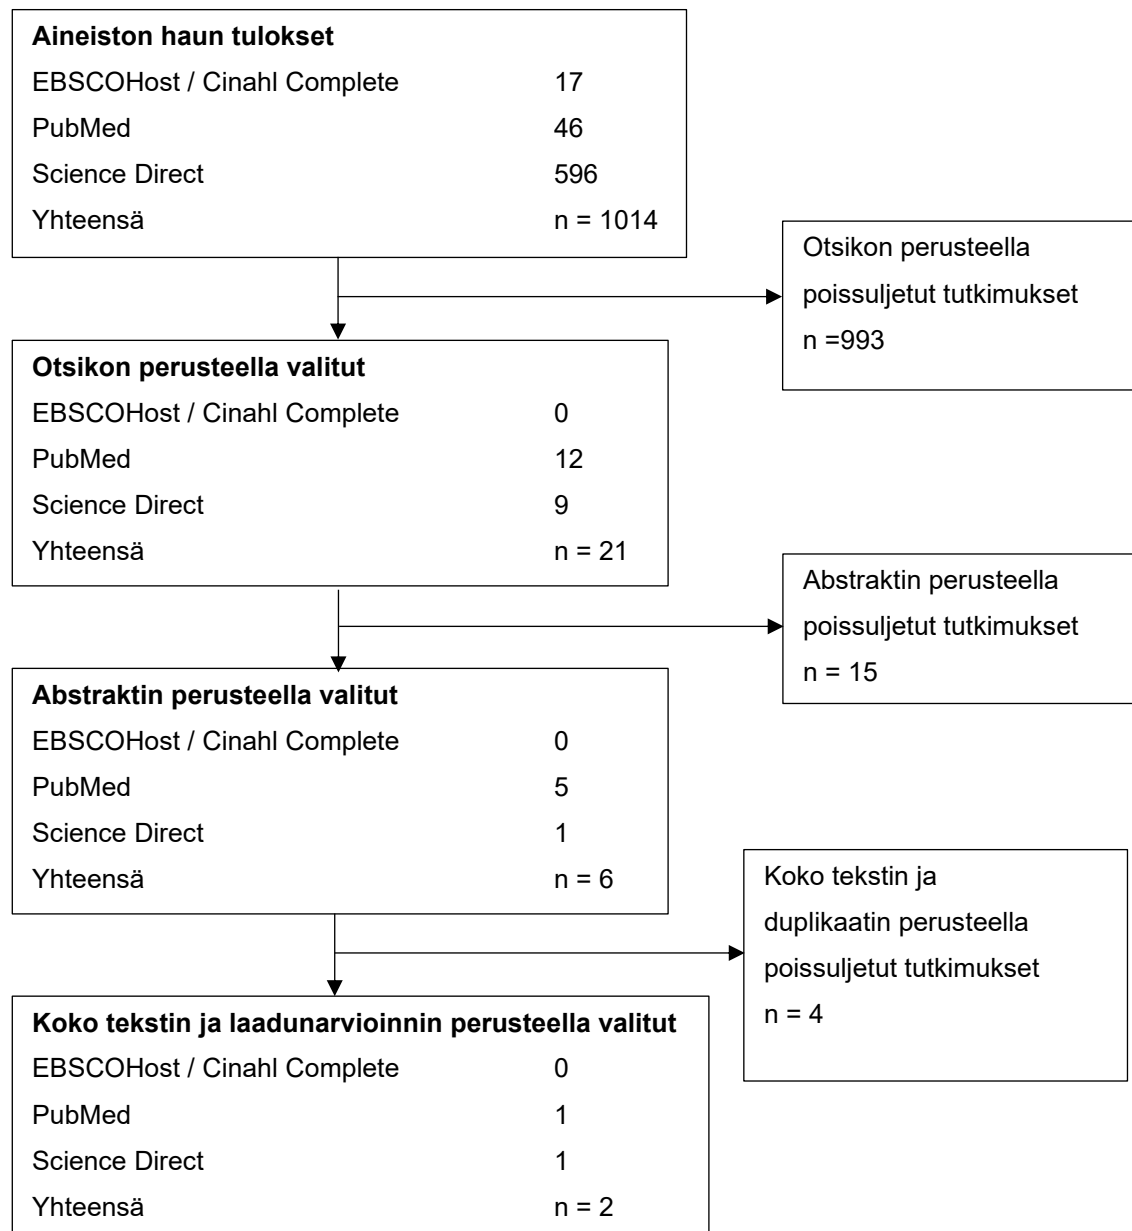 Aineiston haun tulokset
EBSCOHost / Cinahl Complete 17
PubMed 46
Science Direct 596
Yhteensä n = 1014
Otsikon perusteella
poissuljetut tutkimukset
n =993
Otsikon perusteella valitut
EBSCOHost / Cinahl Complete 0
PubMed 12
Science Direct 9
Yhteensä n = 21
Abstraktin perusteella
poissuljetut tutkimukset
n = 15
Abstraktin perusteella valitut
EBSCOHost / Cinahl Complete 0
PubMed 5
Science Direct 1
Yhteensä n = 6
Koko tekstin ja
duplikaatin perusteella
poissuljetut tutkimukset
n = 4
Koko tekstin ja laadunarvioinnin perusteella valitut
EBSCOHost / Cinahl Complete 0
PubMed 1
Science Direct 1
Yhteensä n = 2